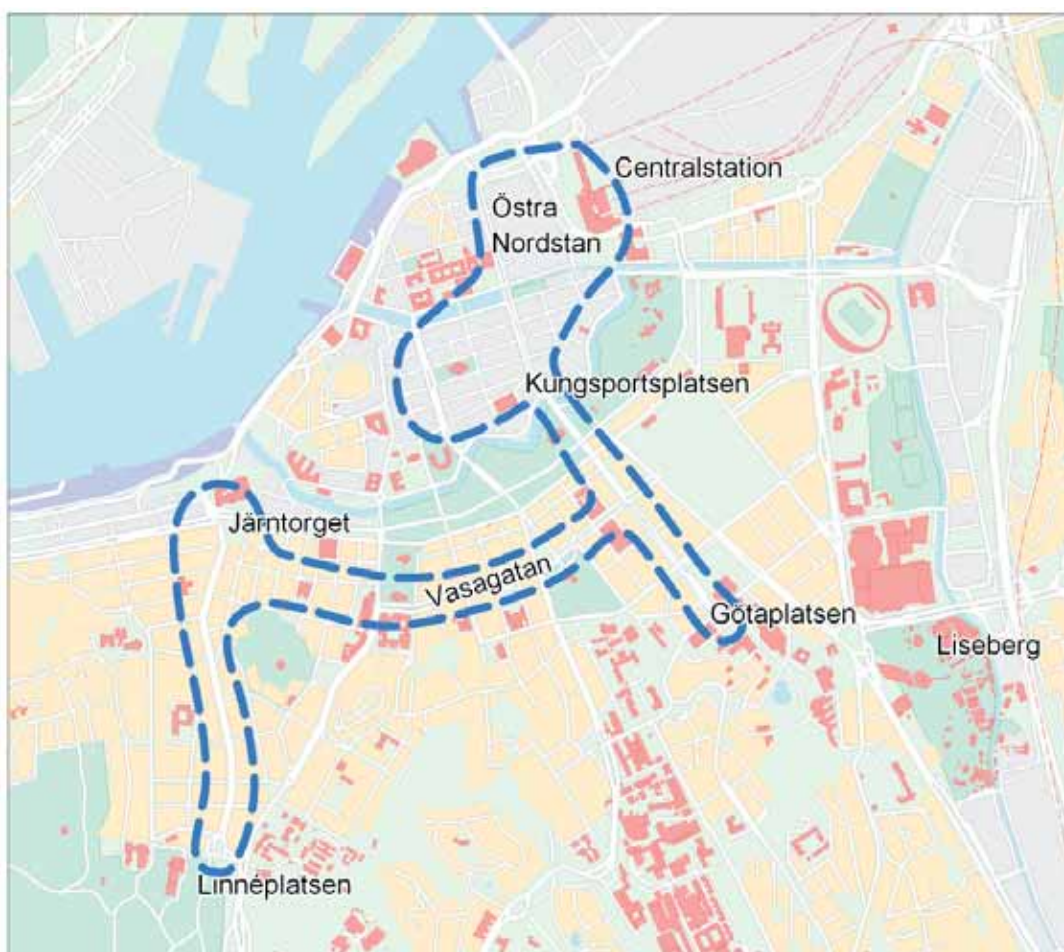 Centralstation
Östra
Nordstan
Kungsportsplatsen
Järntorget
Vasagatan
Götaplatsen
Liseberg
Linnéplatsen